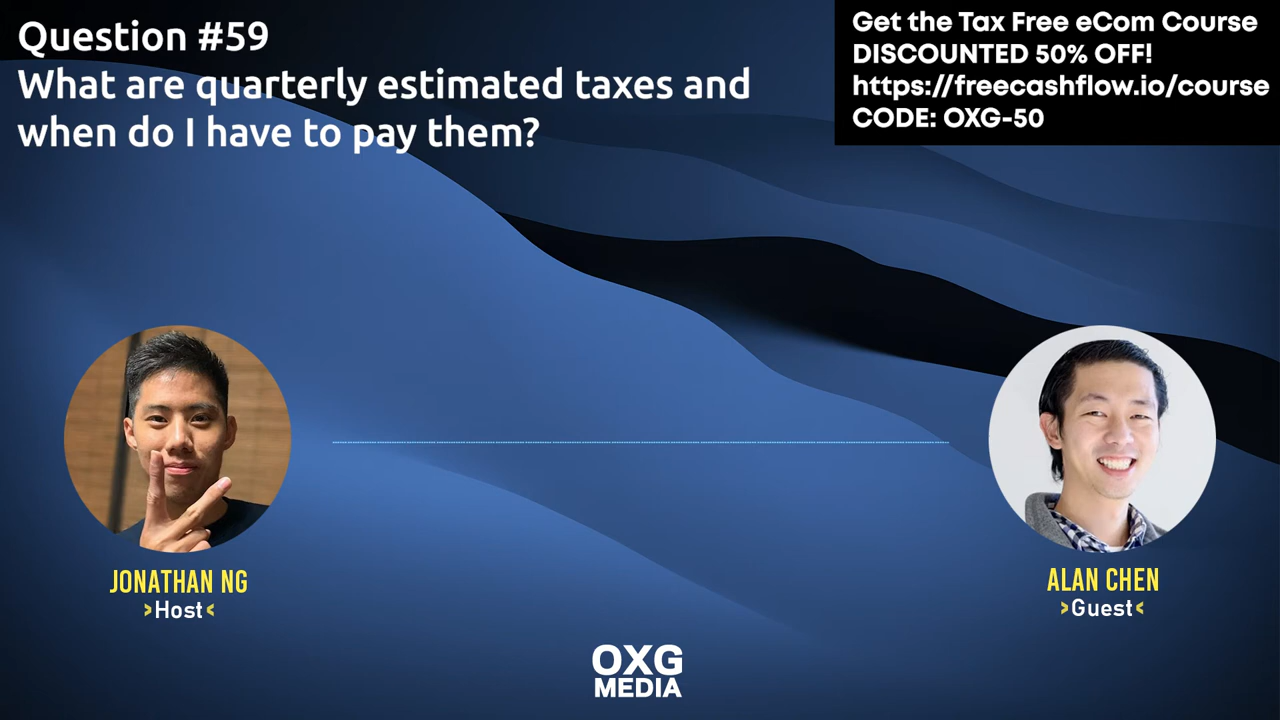 Question #59
What are quarterly estimated taxes and
when do I have to pay them?
Get the Tax Free eCom Course
DISCOUNTED 50% OFF!
https://freecashflow.io/course
CODE: OXG-50
JONATHAN NG
>Host<
ALAN CHEN
>Guest<
OXG
MEDIA